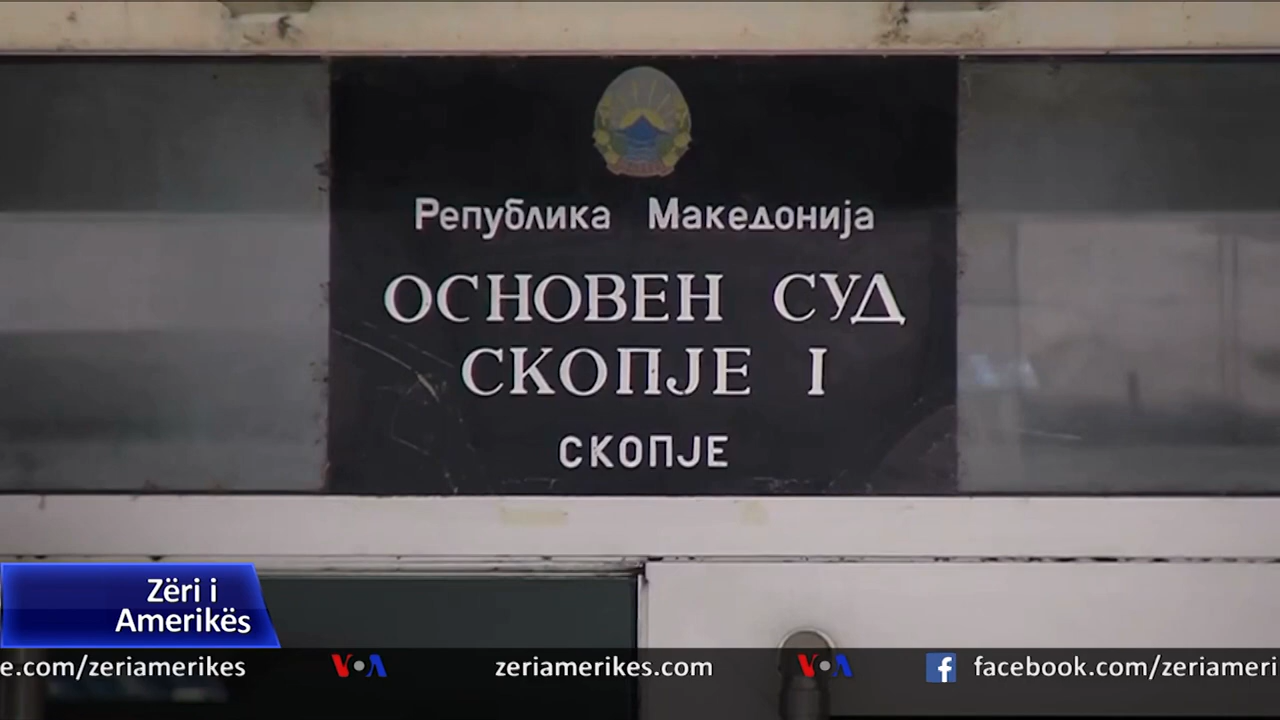 Република Македонија
ОСНОВЕН СУД
СКОПЈЕ I
СКОПЈЕ
Zëri i
Amerikës
e.com/zeriamerikes VOA zeriamerikes.com VOA facebook.com/zeriameri